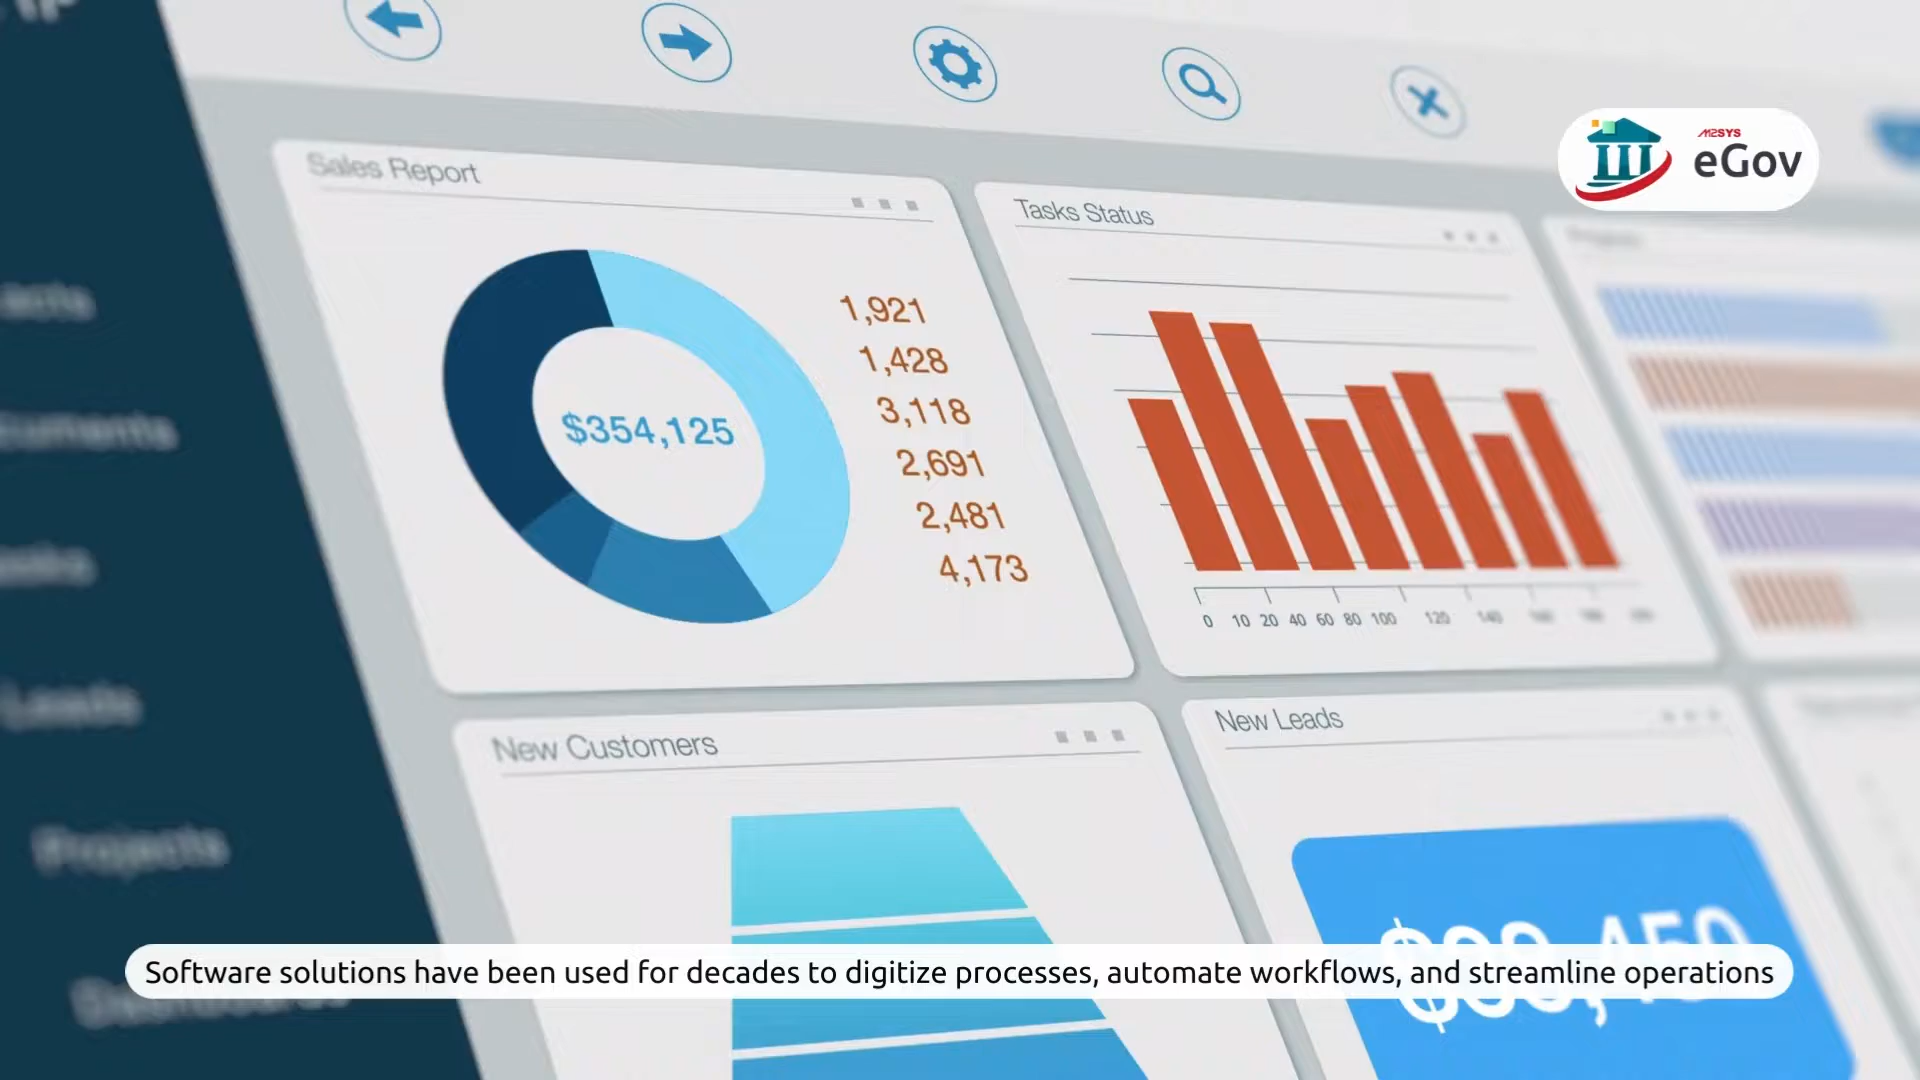 M2SYS
eGov
Sales Report
$354,125
1,921
1,428
3,118
2,691
2,481
4,173
Tasks Status
0 10 20 40 60 80 100 120 140
New Customers
New Leads
Leads
Projects
Software solutions have been used for decades to digitize processes, automate workflows, and streamline operations